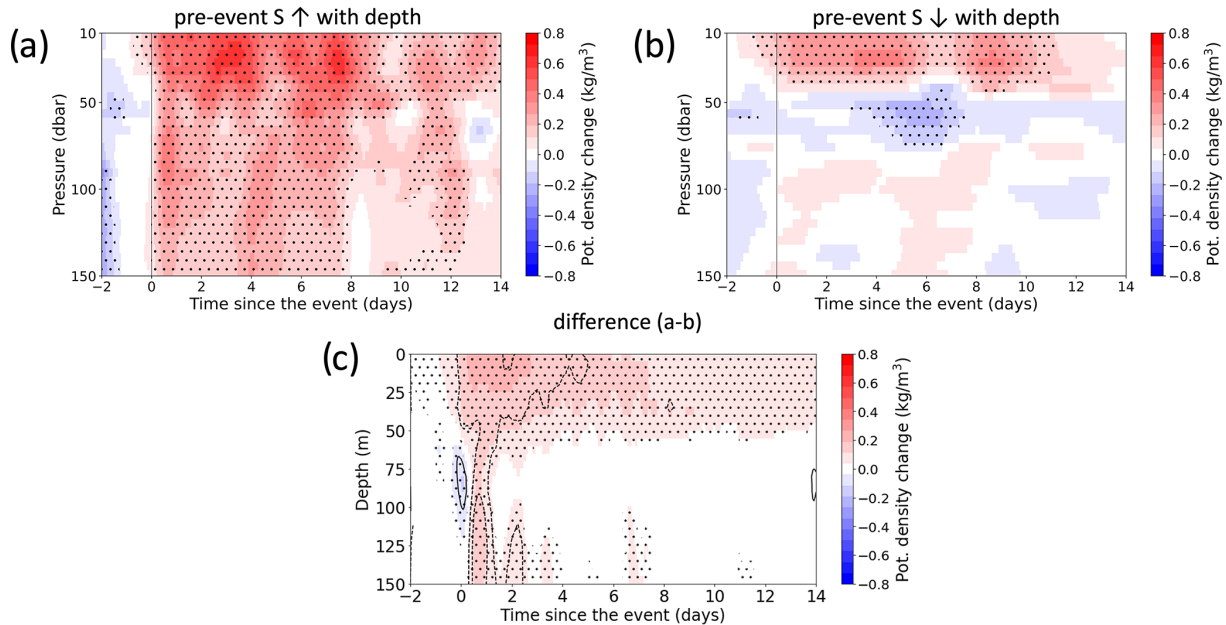 pre-event S ↑ with depth
(a)
10
50
100
150
Pressure (dbar)
−2 0 2 4 6 8 10 12 14
Time since the event (days)
0.8
0.6
0.4
0.2
0.0
−0.2
−0.4
−0.6
−0.8
Pot. density change (kg/m³)
pre-event S ↓ with depth
(b)
10
50
100
150
Pressure (dbar)
−2 0 2 4 6 8 10 12 14
Time since the event (days)
0.8
0.6
0.4
0.2
0.0
−0.2
−0.4
−0.6
−0.8
Pot. density change (kg/m³)
difference (a-b)
(c)
0
25
50
75
100
125
150
Depth (m)
−2 0 2 4 6 8 10 12 14
Time since the event (days)
0.8
0.6
0.4
0.2
0.0
−0.2
−0.4
−0.6
−0.8
Pot. density change (kg/m³)